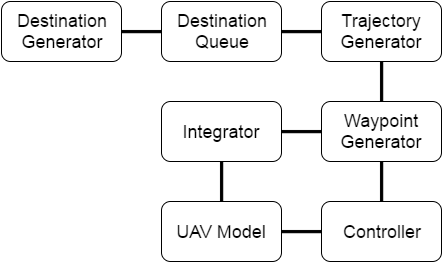 Destination
Generator
Destination
Queue
Trajectory
Generator
Integrator
Waypoint
Generator
UAV Model
Controller